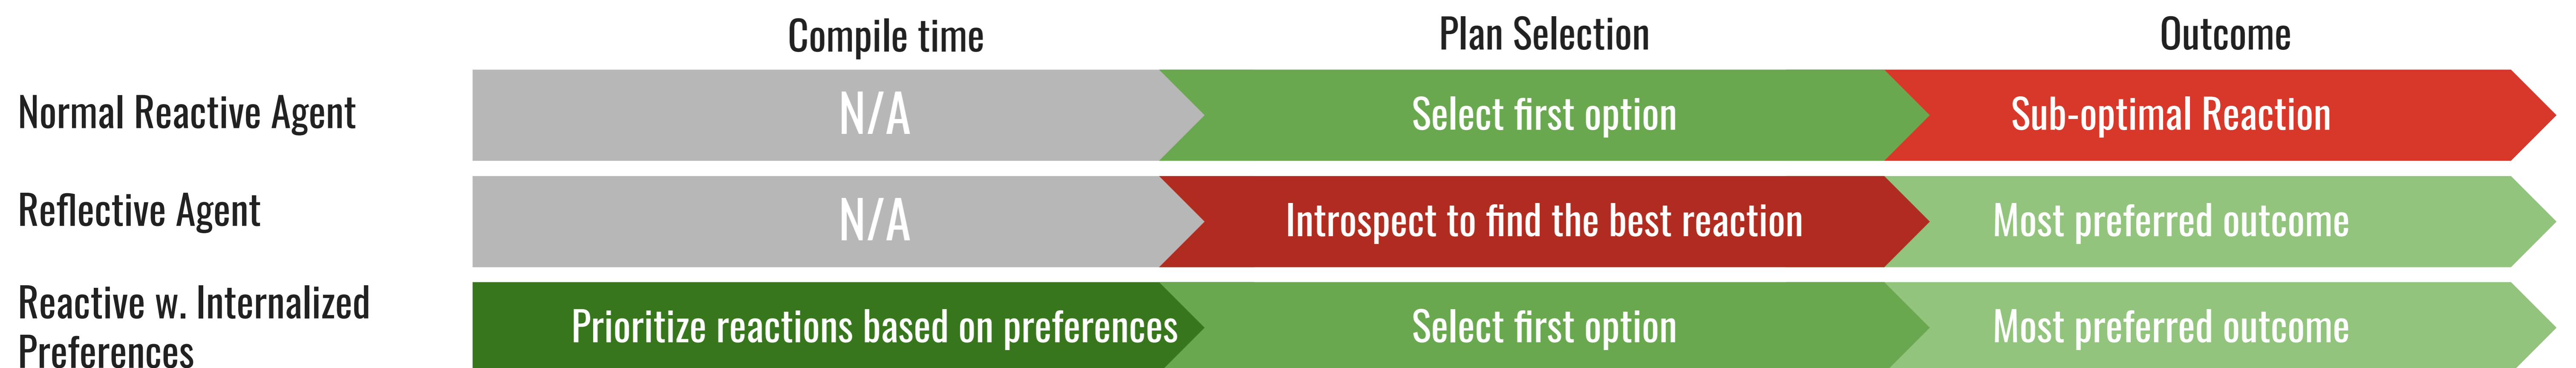 Compile time Plan Selection Outcome
Normal Reactive Agent N/A Select first option Sub-optimal Reaction
Reflective Agent N/A Introspect to find the best reaction Most preferred outcome
Reactive w. Internalized
Preferences
Prioritize reactions based on preferences Select first option Most preferred outcome